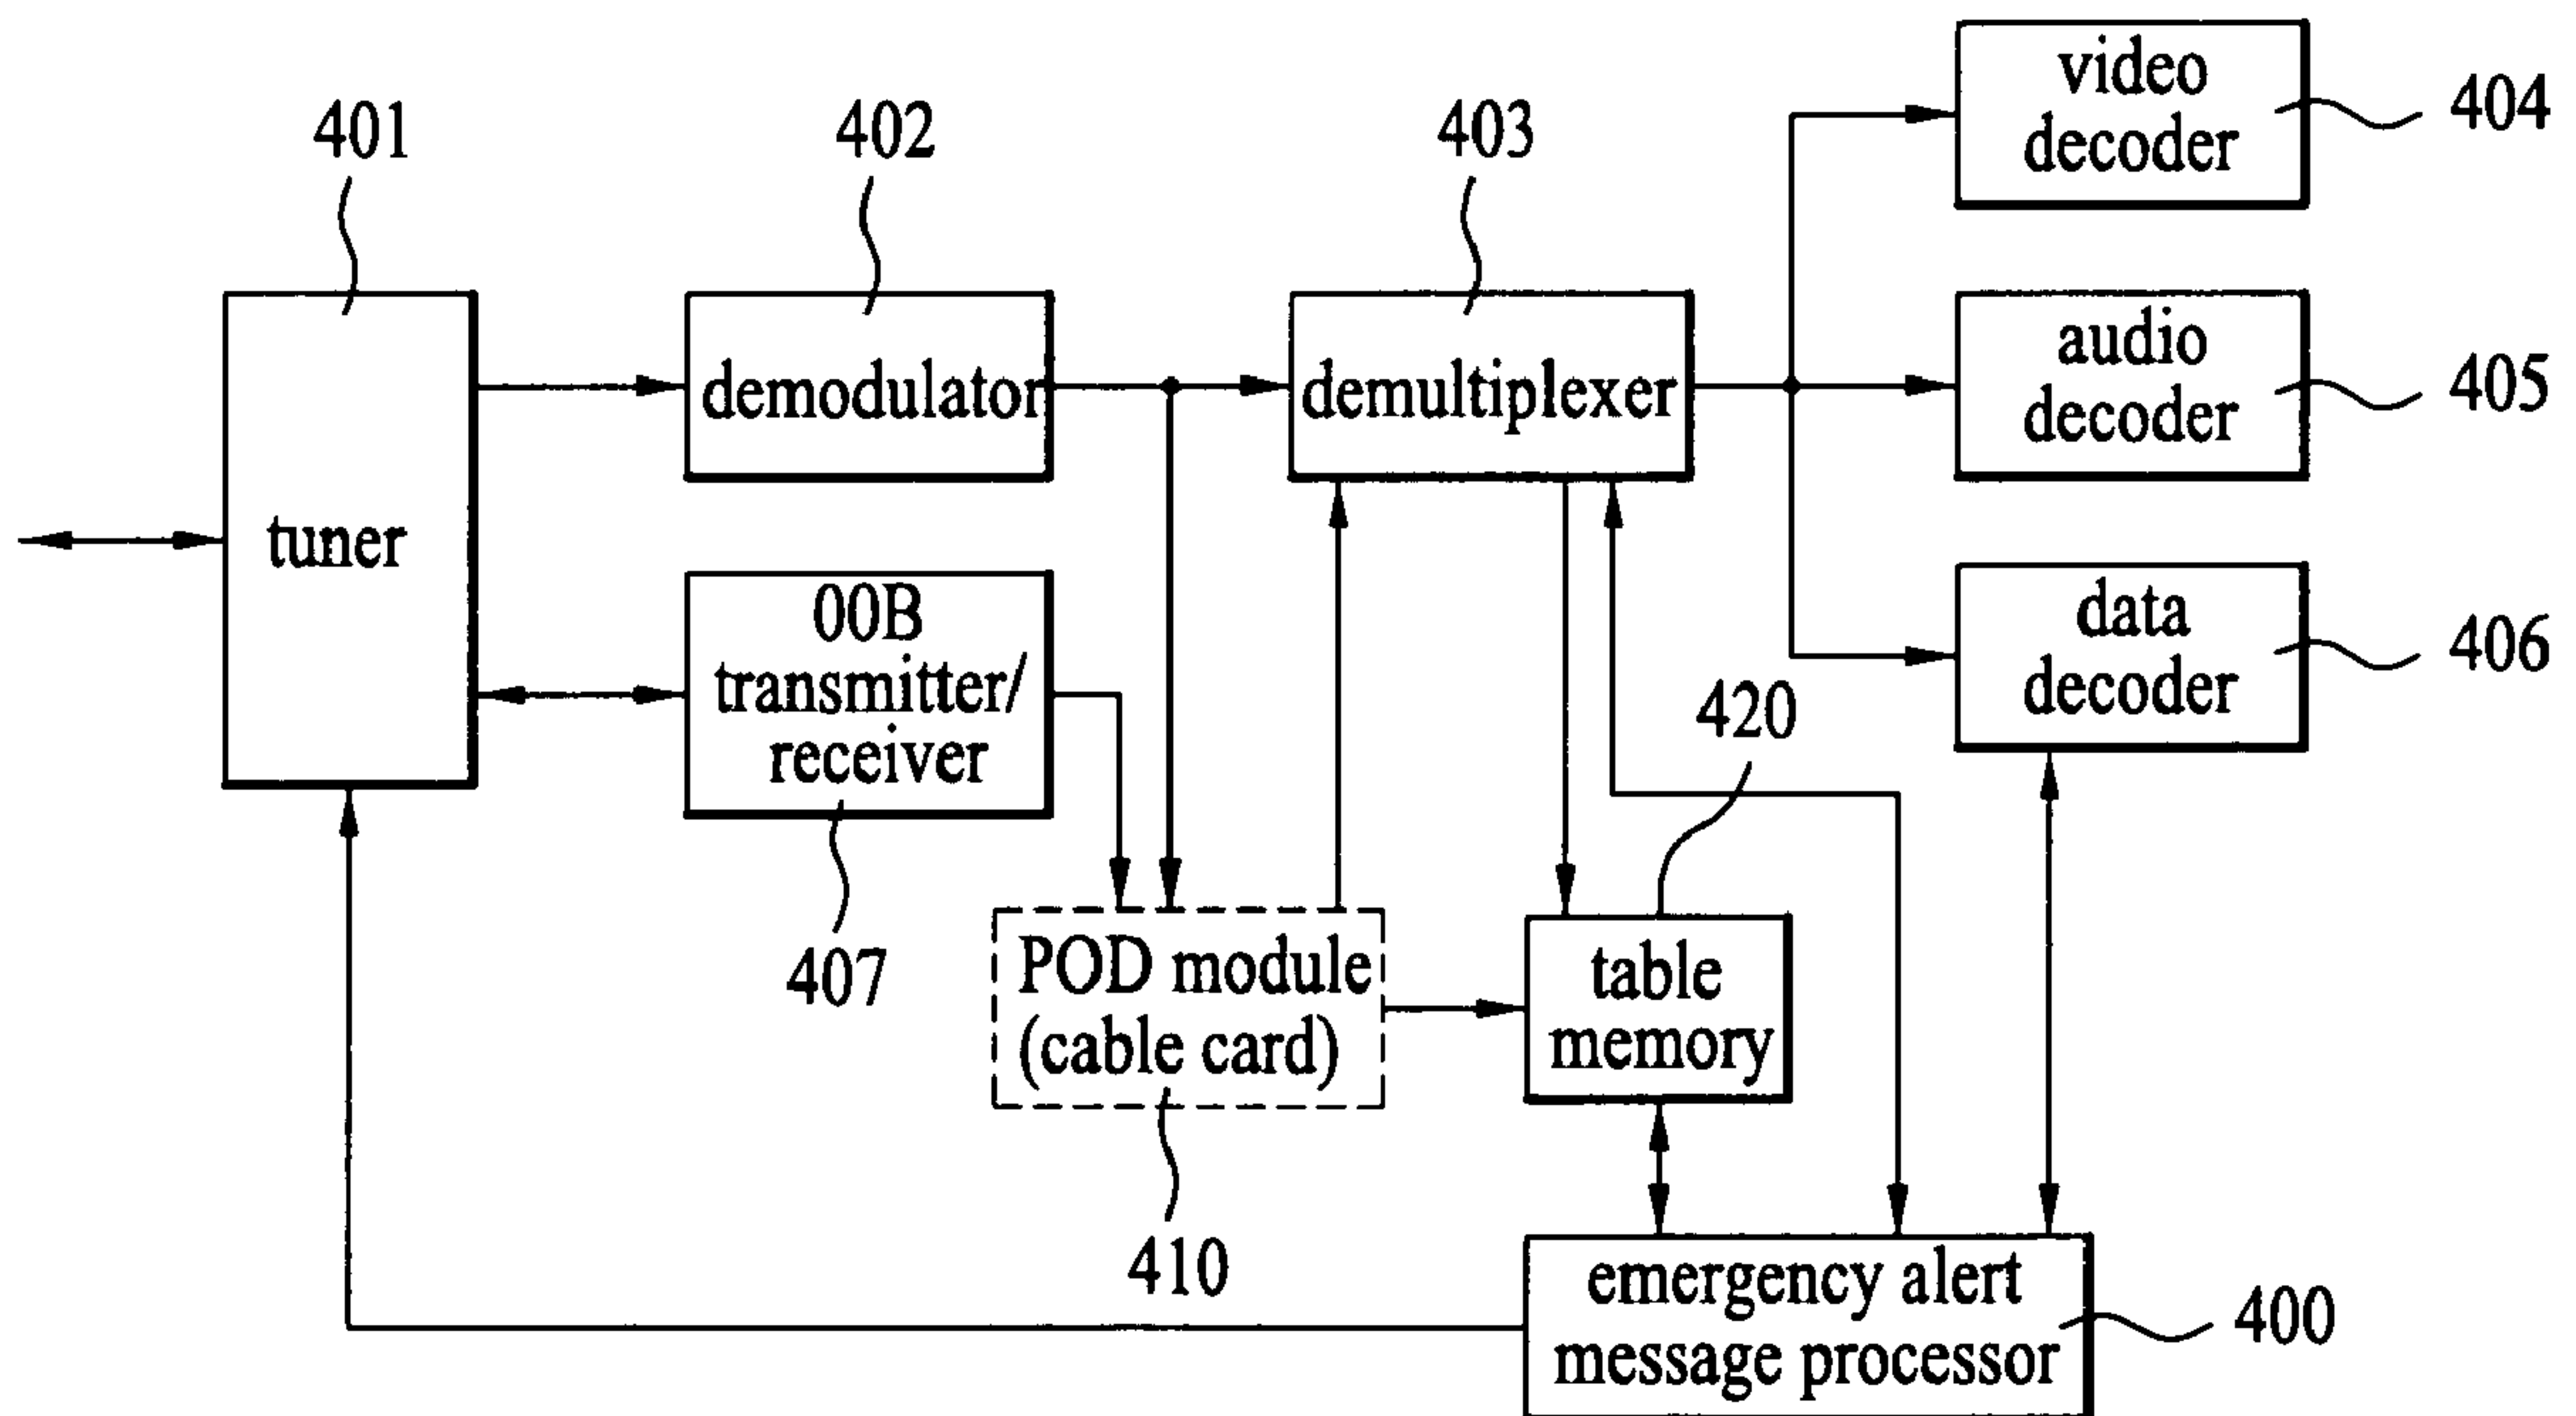 401
402
403
video
decoder
404
tuner
demodulator
demultiplexer
audio
decoder
405
00B
transmitter/
receiver
407
data
decoder
406
420
POD module
(cable card)
410
table
memory
emergency alert
message processor
400